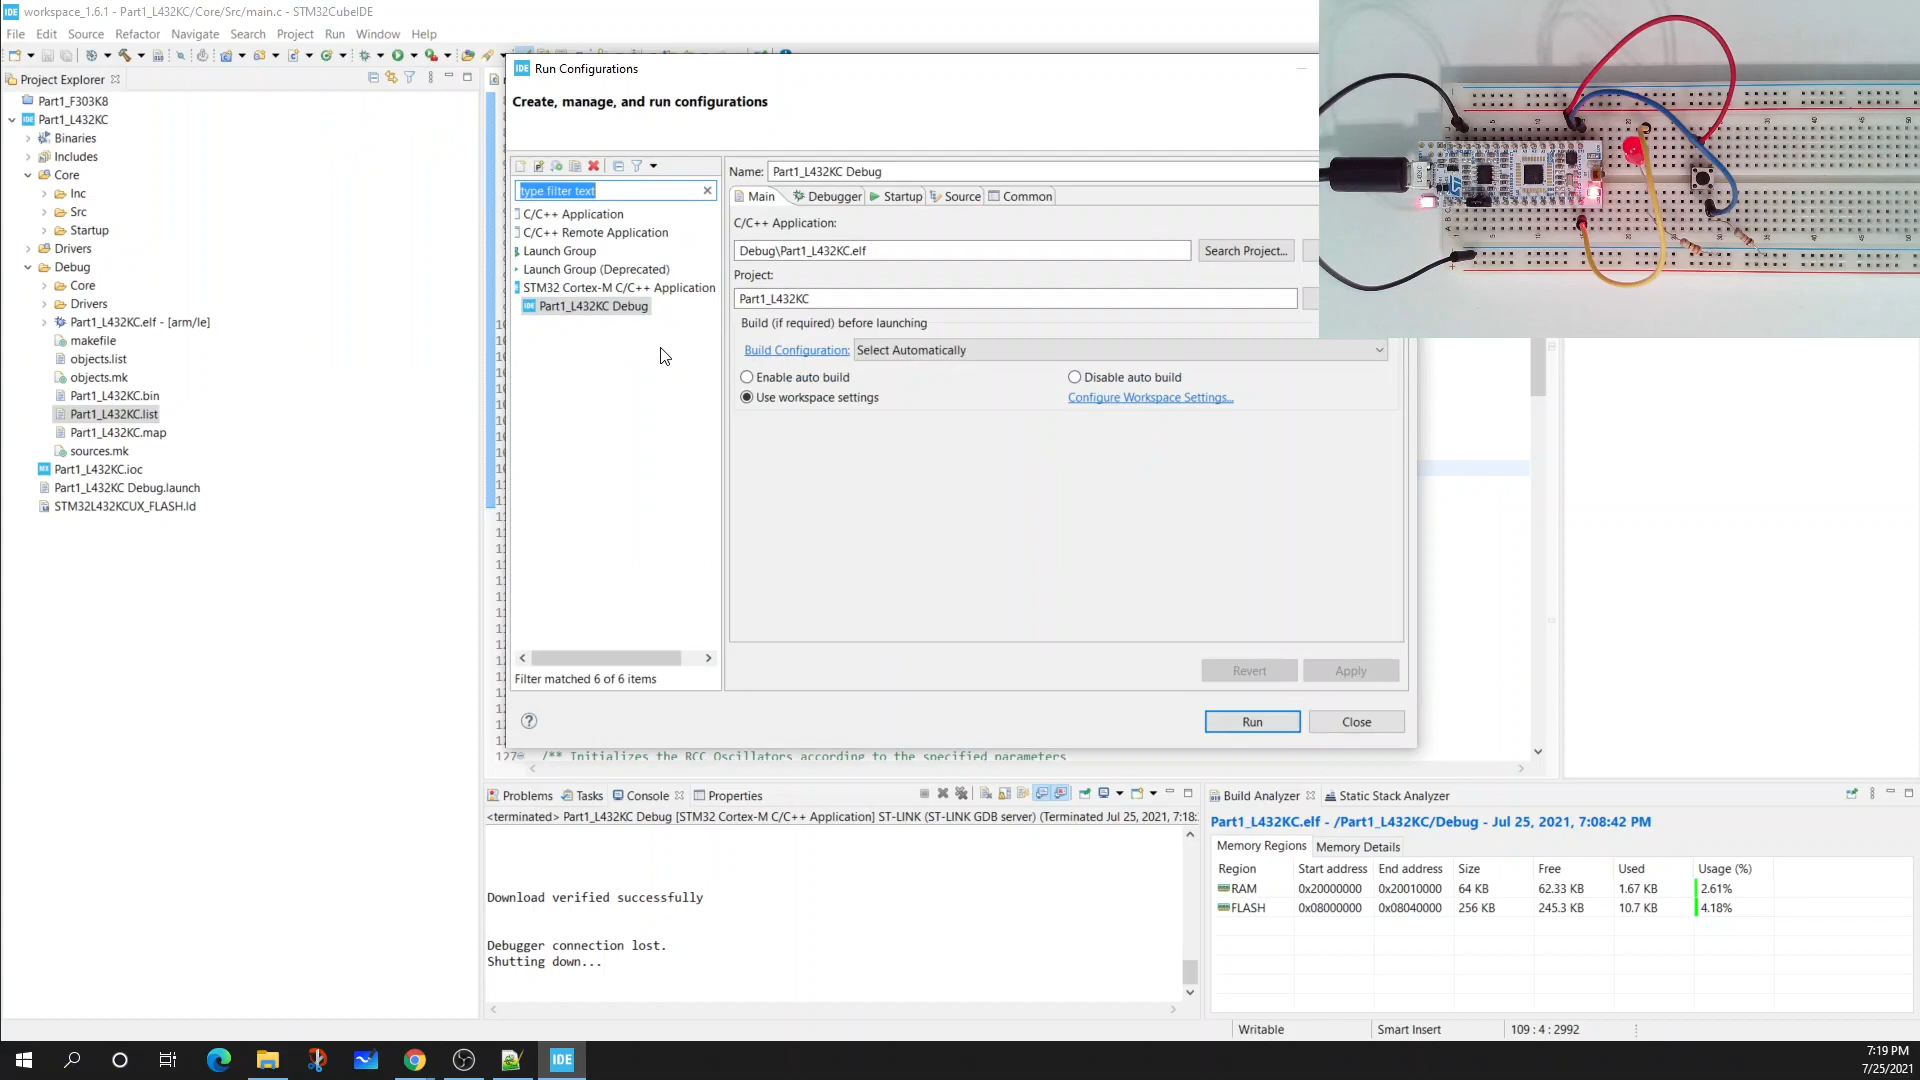 IDE workspace_1.6.1 - Part1_L432KC/Core/Src/main.c - STM32CubeIDE
File Edit Source Refactor Navigate Search Project Run Window Help
Project Explorer
Part1_F303K8
IDE Part1_L432KC
Binaries
Includes
Core
Inc
Src
Startup
Drivers
Debug
Core
Drivers
Part1_L432KC.elf - [arm/le]
makefile
objects.list
objects.mk
Part1_L432KC.bin
Part1_L432KC.list
Part1_L432KC.map
sources.mk
MX Part1_L432KC.ioc
Part1_L432KC Debug.launch
STM32L432KCUX_FLASH.ld
IDE Run Configurations
Create, manage, and run configurations
type filter text
C/C++ Application
C/C++ Remote Application
Launch Group
Launch Group (Deprecated)
STM32 Cortex-M C/C++ Application
IDE Part1_L432KC Debug
Filter matched 6 of 6 items
Name: Part1_L432KC Debug
Main Debugger Startup Source Common
C/C++ Application:
Debug\Part1_L432KC.elf Search Project...
Project:
Part1_L432KC
Build (if required) before launching
Build Configuration: Select Automatically
Enable auto build Disable auto build
Use workspace settings Configure Workspace Settings...
Revert Apply
Run Close
127 /** Initializes the RCC Oscillators according to the specified parameters
Problems Tasks Console Properties
<terminated> Part1_L432KC Debug [STM32 Cortex-M C/C++ Application] ST-LINK (ST-LINK GDB server) (Terminated Jul 25, 2021, 7:18:
Download verified successfully
Debugger connection lost.
Shutting down...
Build Analyzer Static Stack Analyzer
Part1_L432KC.elf - /Part1_L432KC/Debug - Jul 25, 2021, 7:08:42 PM
Memory Regions Memory Details
Region Start address End address Size Free Used Usage (%)
RAM 0x20000000 0x20010000 64 KB 62.33 KB 1.67 KB 2.61%
FLASH 0x08000000 0x08040000 256 KB 245.3 KB 10.7 KB 4.18%
Writable Smart Insert 109 : 4 : 2992
IDE
7:19 PM
7/25/2021